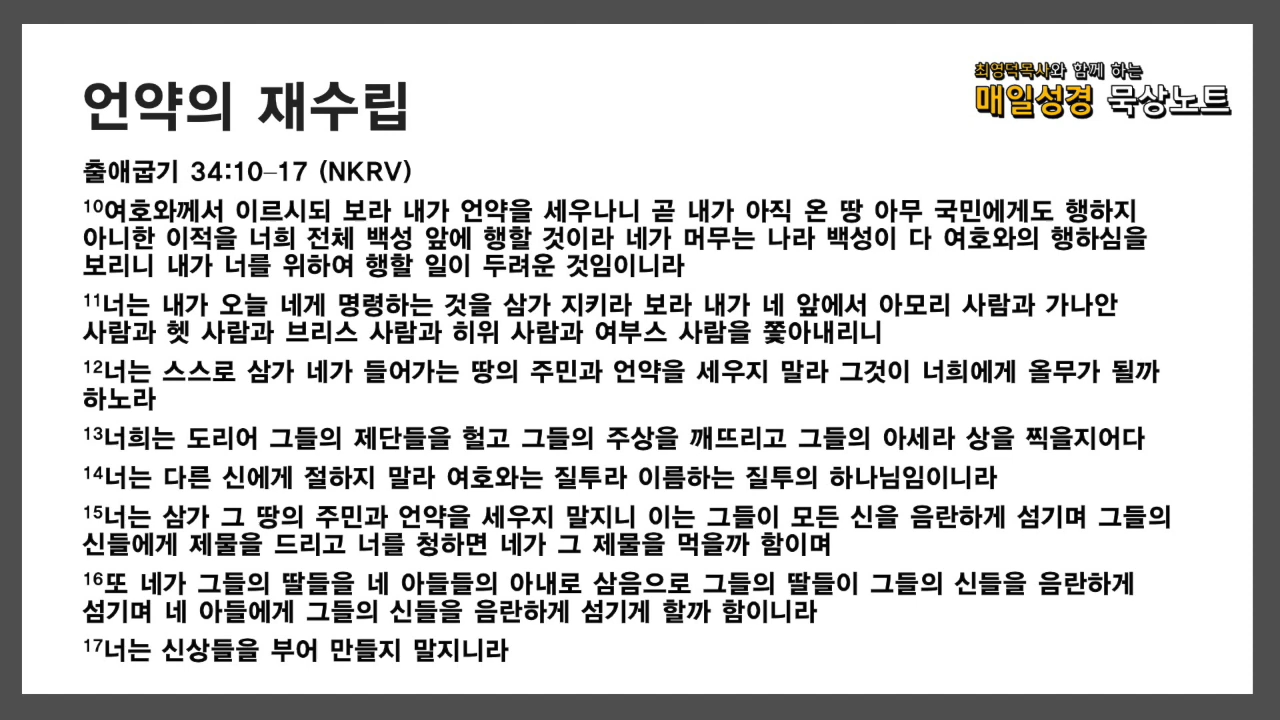 언약의 재수립
최영덕목사와 함께 하는
매일성경 묵상노트
출애굽기 34:10–17 (NKRV)
¹⁰여호와께서 이르시되 보라 내가 언약을 세우나니 곧 내가 아직 온 땅 아무 국민에게도 행하지
아니한 이적을 너희 전체 백성 앞에 행할 것이라 네가 머무는 나라 백성이 다 여호와의 행하심을
보리니 내가 너를 위하여 행할 일이 두려운 것임이니라
¹¹너는 내가 오늘 네게 명령하는 것을 삼가 지키라 보라 내가 네 앞에서 아모리 사람과 가나안
사람과 헷 사람과 브리스 사람과 히위 사람과 여부스 사람을 쫓아내리니
¹²너는 스스로 삼가 네가 들어가는 땅의 주민과 언약을 세우지 말라 그것이 너희에게 올무가 될까
하노라
¹³너희는 도리어 그들의 제단들을 헐고 그들의 주상을 깨뜨리고 그들의 아세라 상을 찍을지어다
¹⁴너는 다른 신에게 절하지 말라 여호와는 질투라 이름하는 질투의 하나님임이니라
¹⁵너는 삼가 그 땅의 주민과 언약을 세우지 말지니 이는 그들이 모든 신을 음란하게 섬기며 그들의
신들에게 제물을 드리고 너를 청하면 네가 그 제물을 먹을까 함이며
¹⁶또 네가 그들의 딸들을 네 아들들의 아내로 삼음으로 그들의 딸들이 그들의 신들을 음란하게
섬기며 네 아들에게 그들의 신들을 음란하게 섬기게 할까 함이니라
¹⁷너는 신상들을 부어 만들지 말지니라